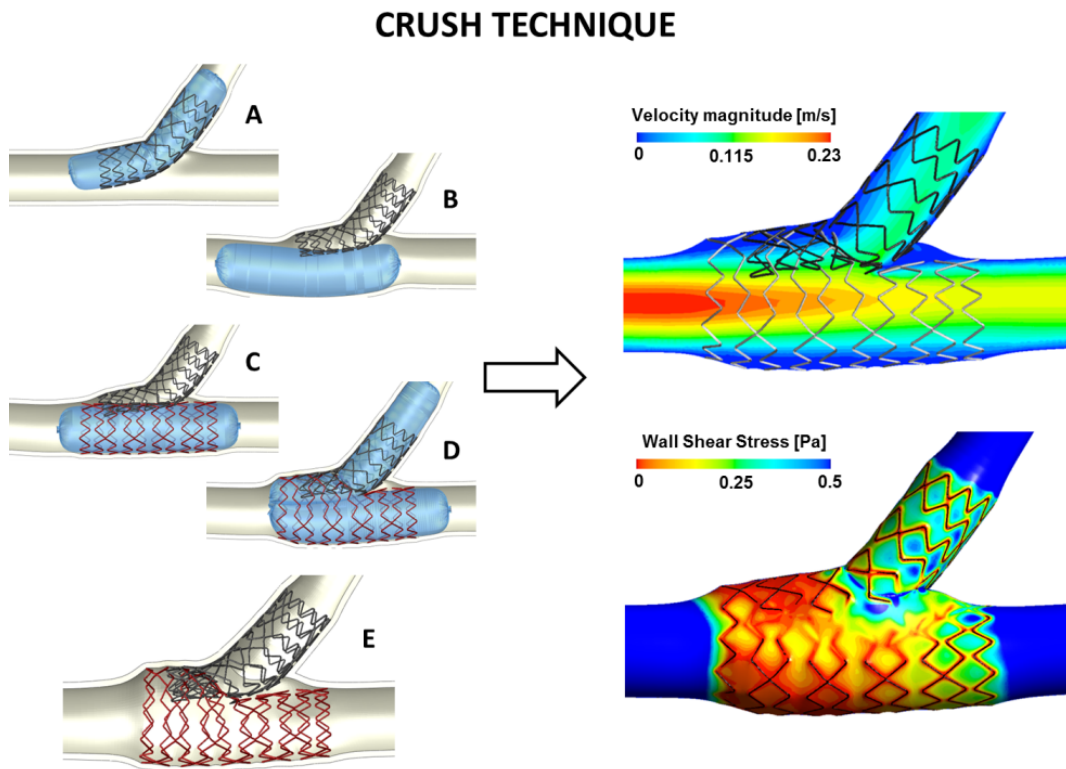 CRUSH TECHNIQUE
A
B
C
D
E
Velocity magnitude [m/s]
0 0.115 0.23
Wall Shear Stress [Pa]
0 0.25 0.5